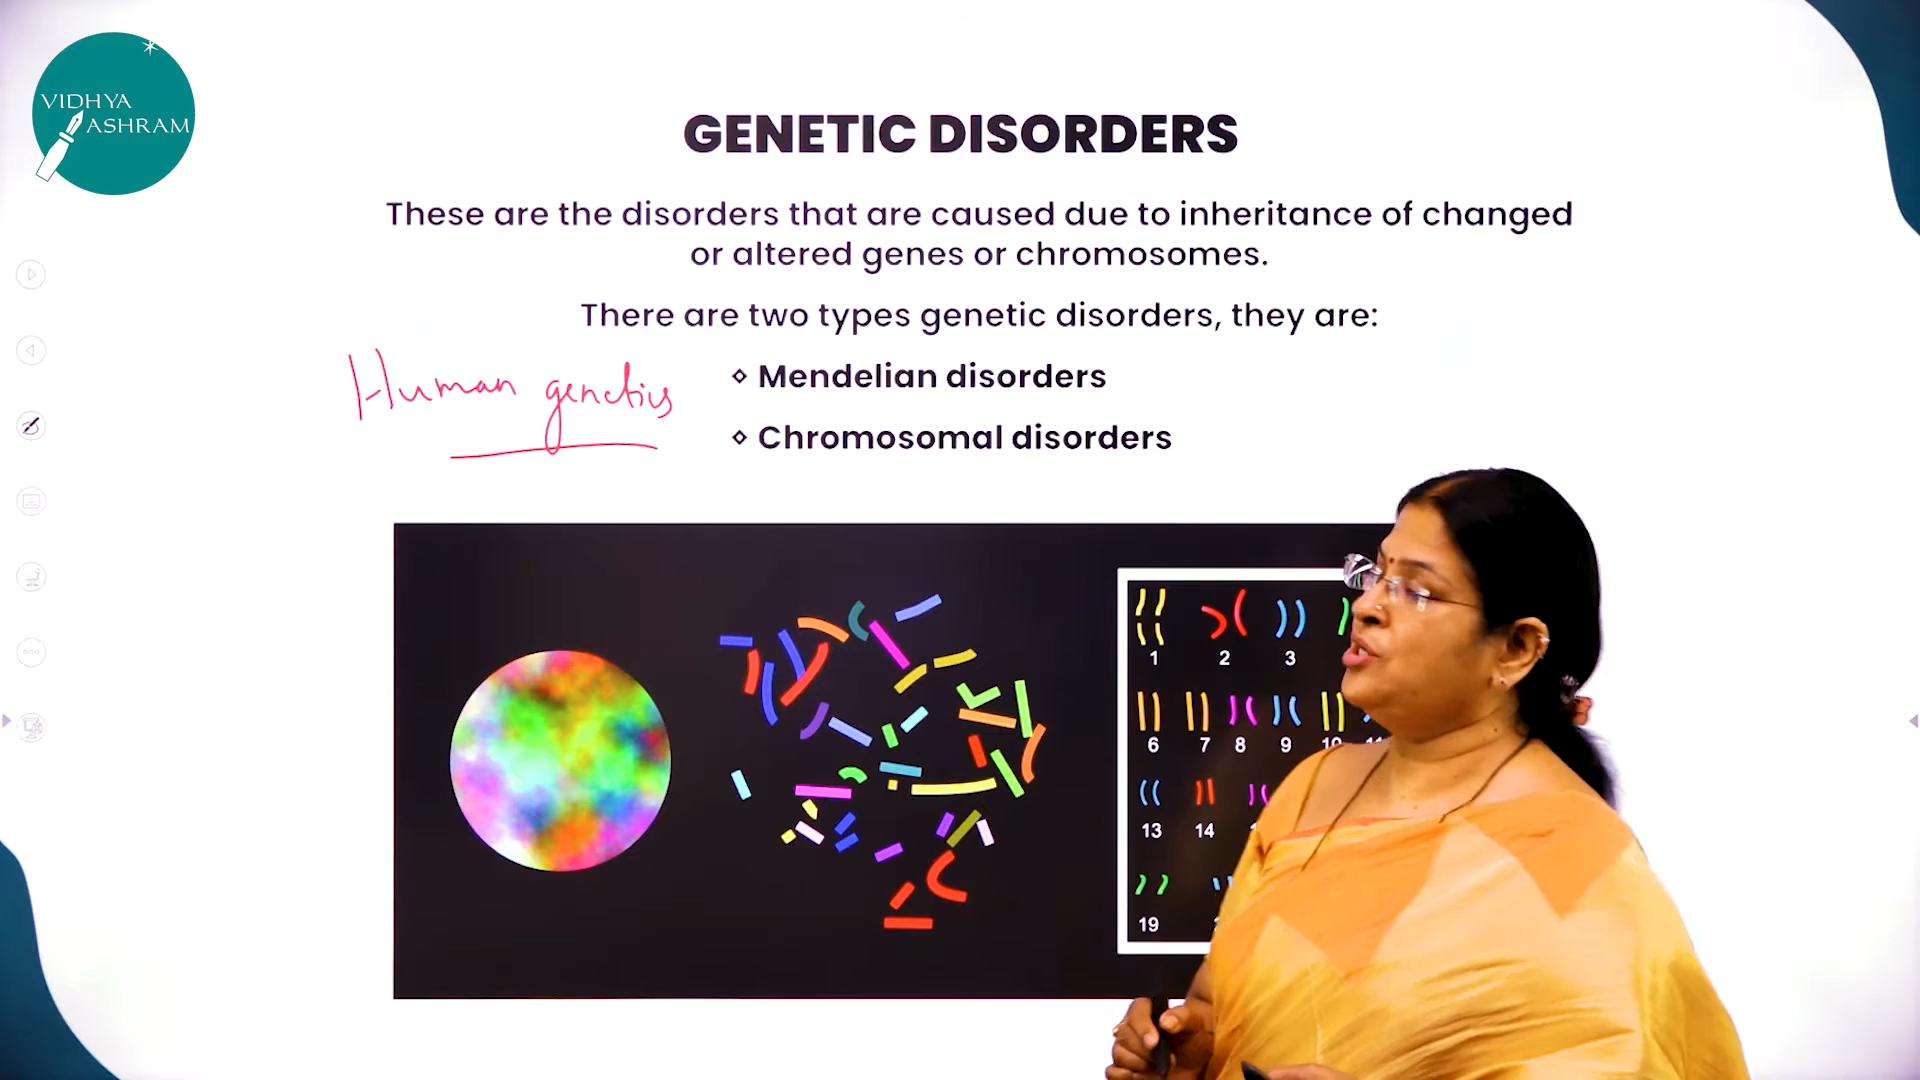 VIDHYA
ASHRAM
GENETIC DISORDERS
These are the disorders that are caused due to inheritance of changed
or altered genes or chromosomes.
There are two types genetic disorders, they are:
Human genetics
Mendelian disorders
Chromosomal disorders
1 2 3
6 7 8 9 10
13 14
19